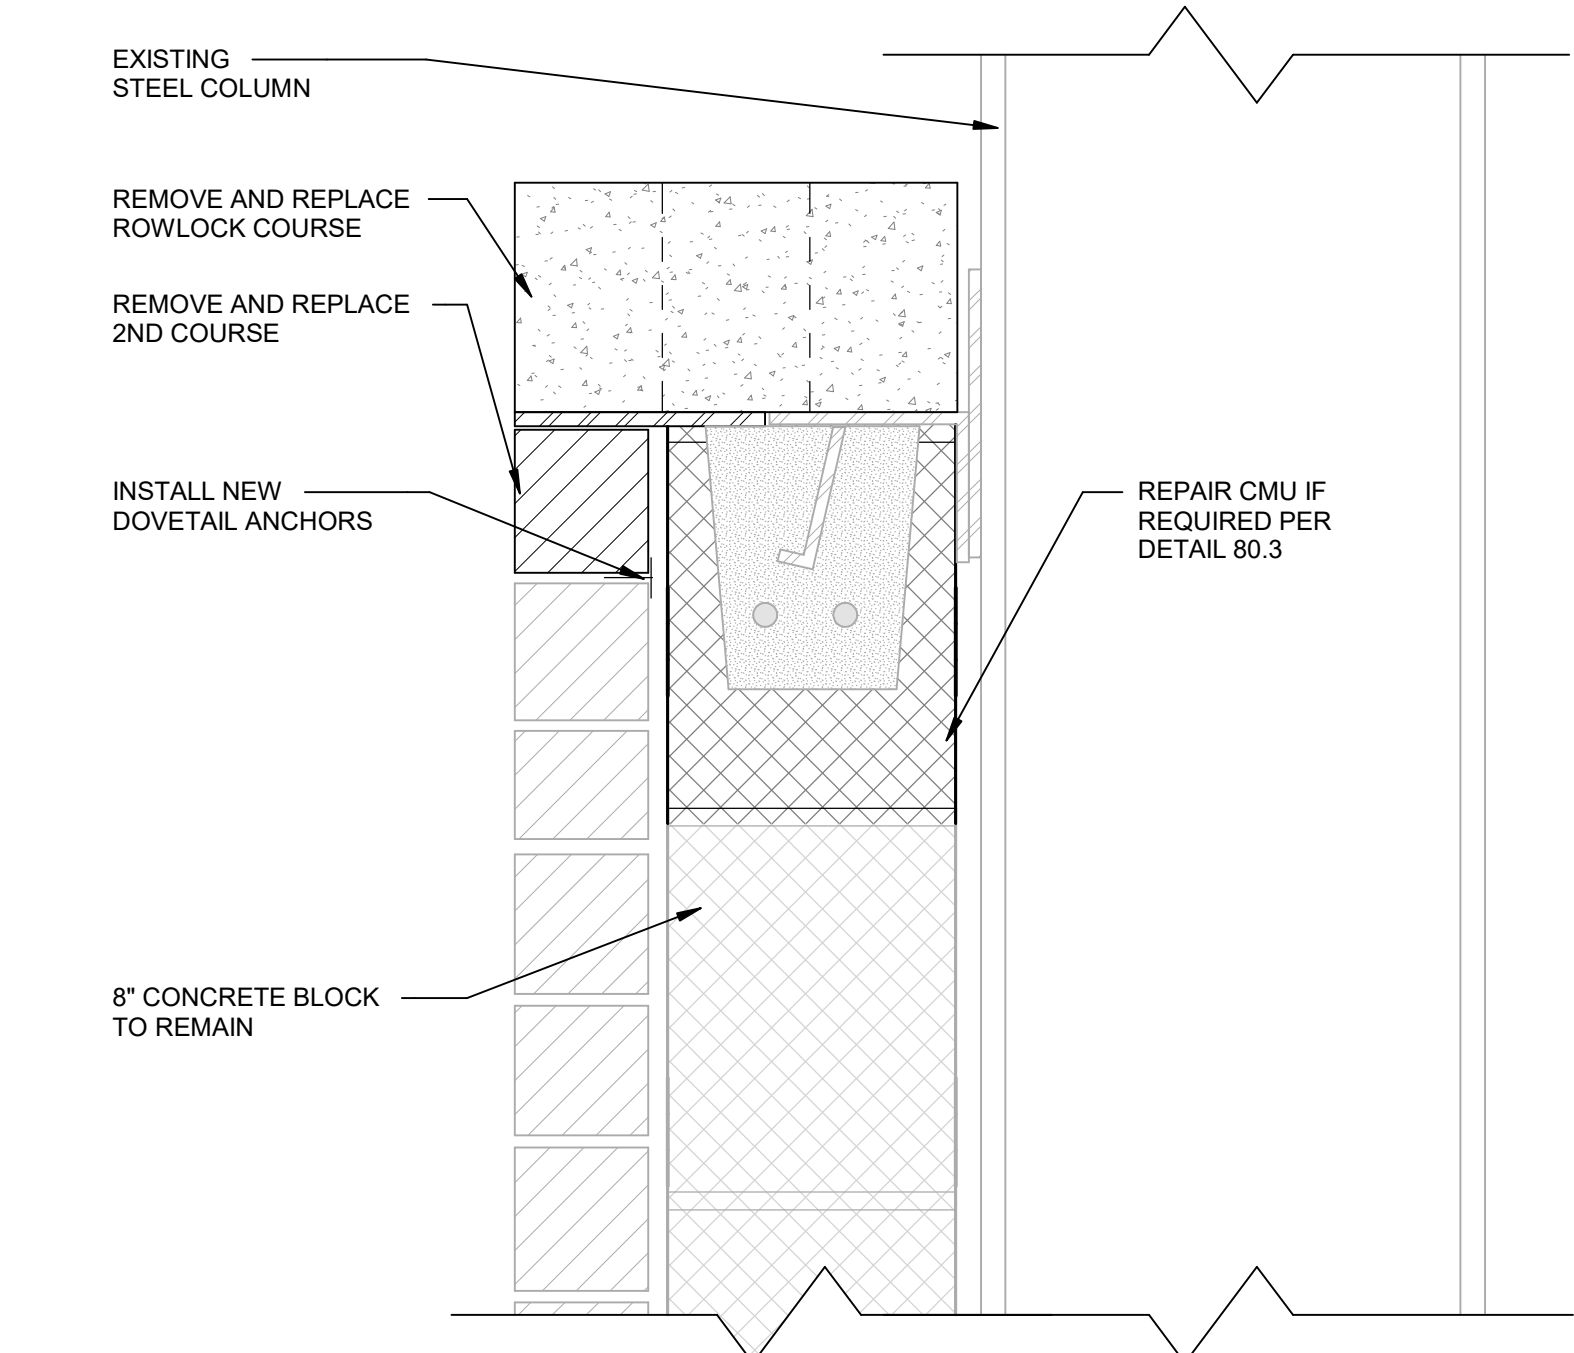 EXISTING
STEEL COLUMN
REMOVE AND REPLACE
ROWLOCK COURSE
REMOVE AND REPLACE
2ND COURSE
INSTALL NEW
DOVETAIL ANCHORS
REPAIR CMU IF
REQUIRED PER
DETAIL 80.3
8" CONCRETE BLOCK
TO REMAIN